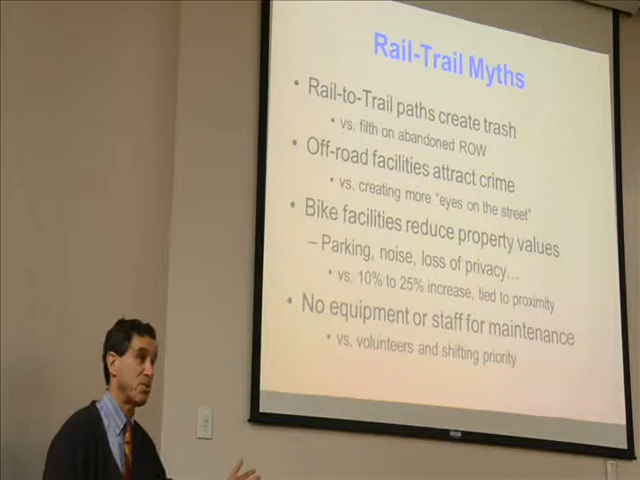 Rail-Trail Myths
• Rail-to-Trail paths create trash
• vs. filth on abandoned ROW
• Off-road facilities attract crime
• vs. creating more "eyes on the street"
• Bike facilities reduce property values
– Parking, noise, loss of privacy…
• vs. 10% to 25% increase, tied to proximity
• No equipment or staff for maintenance
• vs. volunteers and shifting priority